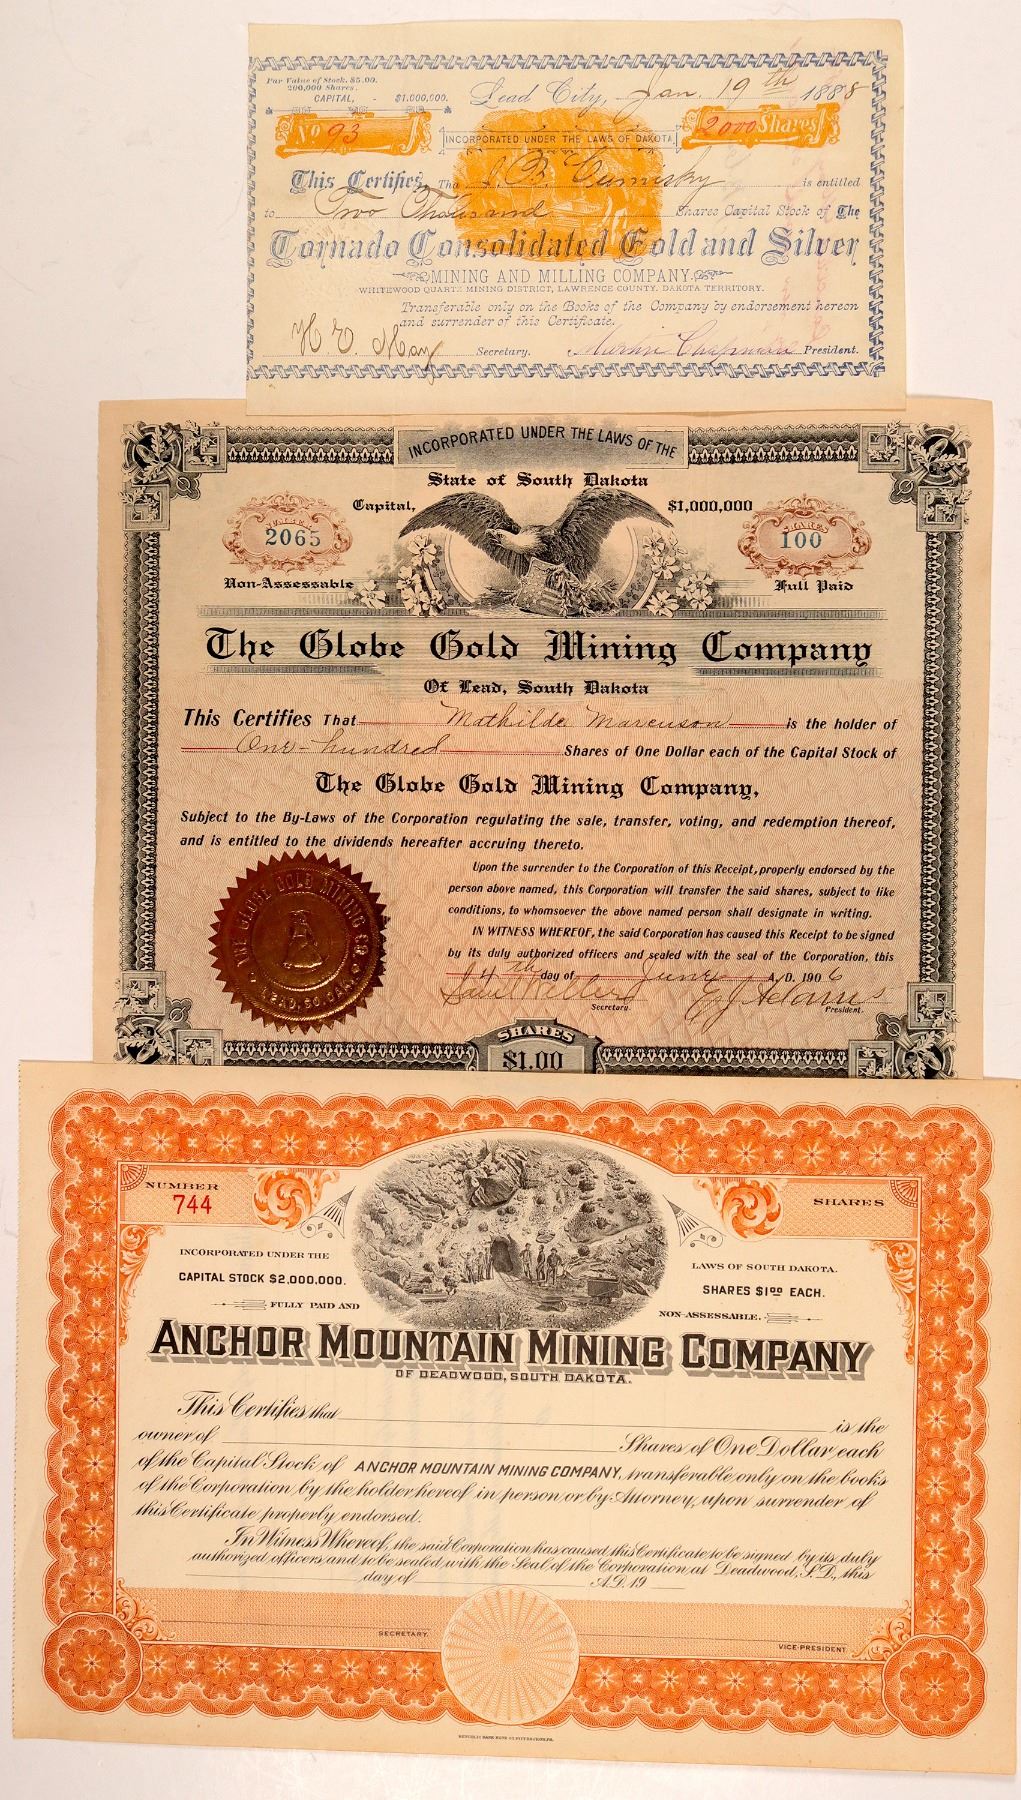 Par Value of Stock, $5.00.
200,000 Shares.
CAPITAL, - $1,000,000.
Lead City, Jan. 19th 1888
No 93
INCORPORATED UNDER THE LAWS OF DAKOTA
2000 Shares
This Certifies, Tha B. Cumisky is entitled
to Two Thousand Shares Capital Stock of The
Tornado Consolidated Gold and Silver
MINING AND MILLING COMPANY.
WHITEWOOD QUARTZ MINING DISTRICT, LAWRENCE COUNTY, DAKOTA TERRITORY.
Transferable only on the Books of the Company by endorsement hereon
and surrender of this Certificate.
H. O. May Secretary. Martin Chapman President.
INCORPORATED UNDER THE LAWS OF THE
State of South Dakota
Capital, $1,000,000
NUMBER
2065
SHARES
100
Non-Assessable
Full Paid
The Globe Gold Mining Company
Of Lead, South Dakota
This Certifies That Mathilde Marcuson is the holder of
One-hundred Shares of One Dollar each of the Capital Stock of
The Globe Gold Mining Company,
Subject to the By-Laws of the Corporation regulating the sale, transfer, voting, and redemption thereof,
and is entitled to the dividends hereafter accruing thereto.
Upon the surrender to the Corporation of this Receipt, properly endorsed by the
person above named, this Corporation will transfer the said shares, subject to like
conditions, to whomsoever the above named person shall designate in writing.
IN WITNESS WHEREOF, the said Corporation has caused this Receipt to be signed
by its duly authorized officers and sealed with the seal of the Corporation, this
4th day of June A.D. 1906
E J Adams
Secretary. President.
THE GLOBE GOLD MINING CO.
LEAD, SO. DAK.
SHARES
$1.00
NUMBER
744
SHARES
INCORPORATED UNDER THE LAWS OF SOUTH DAKOTA.
CAPITAL STOCK $2,000,000. SHARES $1.00 EACH.
FULLY PAID AND NON-ASSESSABLE.
ANCHOR MOUNTAIN MINING COMPANY
OF DEADWOOD, SOUTH DAKOTA.
This Certifies that is the
owner of Shares of One Dollar each
of the Capital Stock of ANCHOR MOUNTAIN MINING COMPANY, transferable only on the books
of the Corporation by the holder hereof in person or by Attorney, upon surrender of
this Certificate properly endorsed.
In Witness Whereof, the said Corporation has caused this Certificate to be signed by its duly
authorized officers and to be sealed with the Seal of the Corporation at Deadwood, S.D., this
day of A.D. 19
SECRETARY. VICE-PRESIDENT